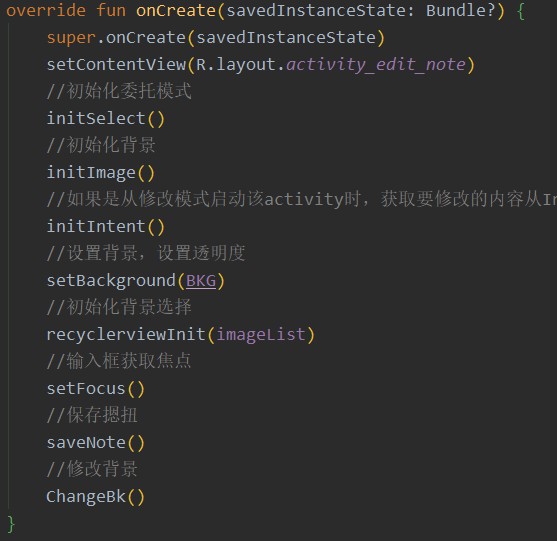 override fun onCreate(savedInstanceState: Bundle?) {
super.onCreate(savedInstanceState)
setContentView(R.layout.activity_edit_note)
//初始化委托模式
initSelect()
//初始化背景
initImage()
//如果是从修改模式启动该activity时，获取要修改的内容从In
initIntent()
//设置背景，设置透明度
setBackground(BKG)
//初始化背景选择
recyclerviewInit(imageList)
//输入框获取焦点
setFocus()
//保存摁扭
saveNote()
//修改背景
ChangeBk()
}